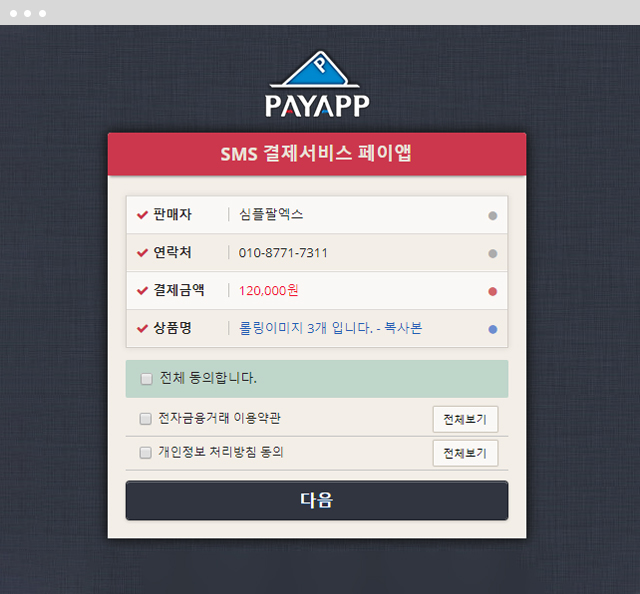 P
PAYAPP
SMS 결제서비스 페이앱
판매자 심플팔엑스
연락처 010-8771-7311
결제금액 120,000원
상품명 롤링이미지 3개 입니다. - 복사본
전체 동의합니다.
전자금융거래 이용약관 전체보기
개인정보 처리방침 동의 전체보기
다음